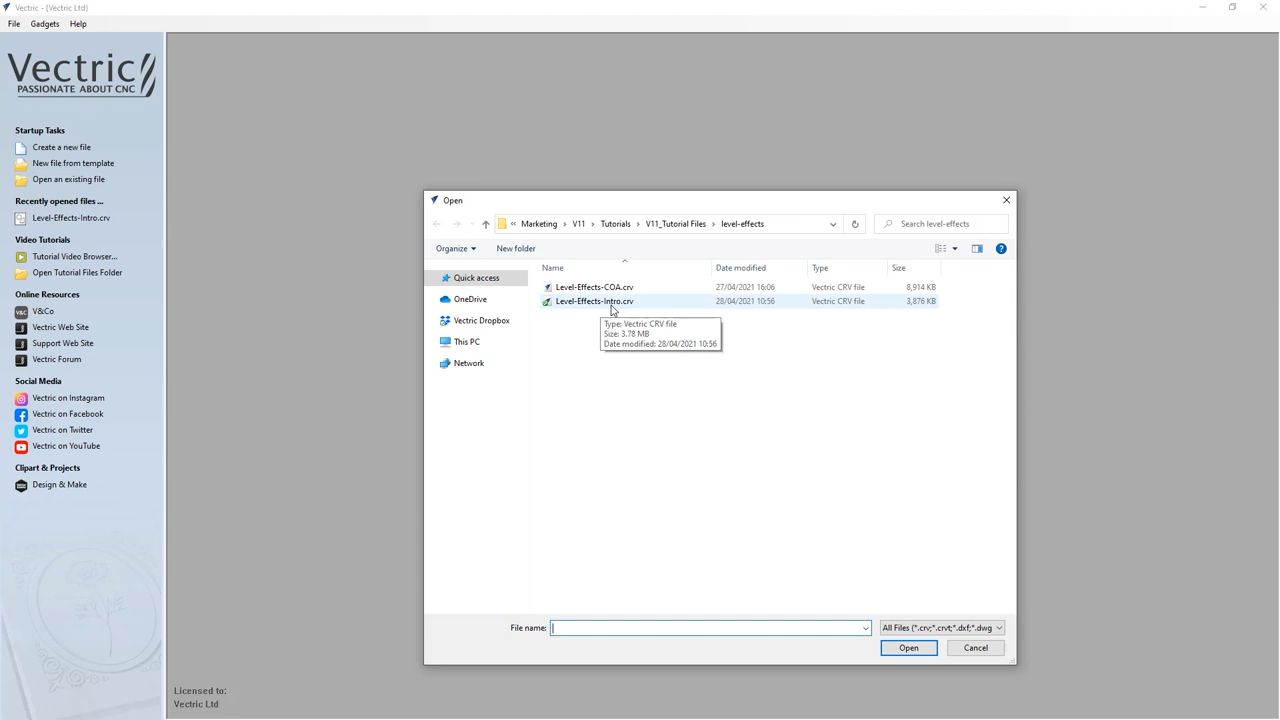 Vectric - {Vectric Ltd}
File Gadgets Help
Vectric
PASSIONATE ABOUT CNC
Startup Tasks
Create a new file
New file from template
Open an existing file
Recently opened files ...
Level-Effects-Intro.crv
Video Tutorials
Tutorial Video Browser...
Open Tutorial Files Folder
Online Resources
V&Co
V&Co
Vectric Web Site
Support Web Site
Vectric Forum
Social Media
Vectric on Instagram
Vectric on Facebook
Vectric on Twitter
Vectric on YouTube
Clipart & Projects
Design & Make
Licensed to:
Vectric Ltd
Open
« Marketing > V11 > Tutorials > V11_Tutorial Files > level-effects
Search level-effects
Organize New folder
Quick access
OneDrive
Vectric Dropbox
This PC
Network
Name Date modified Type Size
Level-Effects-COA.crv 27/04/2021 16:06 Vectric CRV file 8,914 KB
Level-Effects-Intro.crv 28/04/2021 10:56 Vectric CRV file 3,876 KB
Type: Vectric CRV file
Size: 3.78 MB
Date modified: 28/04/2021 10:56
File name: All Files (*.crv;*.crvt;*.dxf;*.dwg
Open Cancel